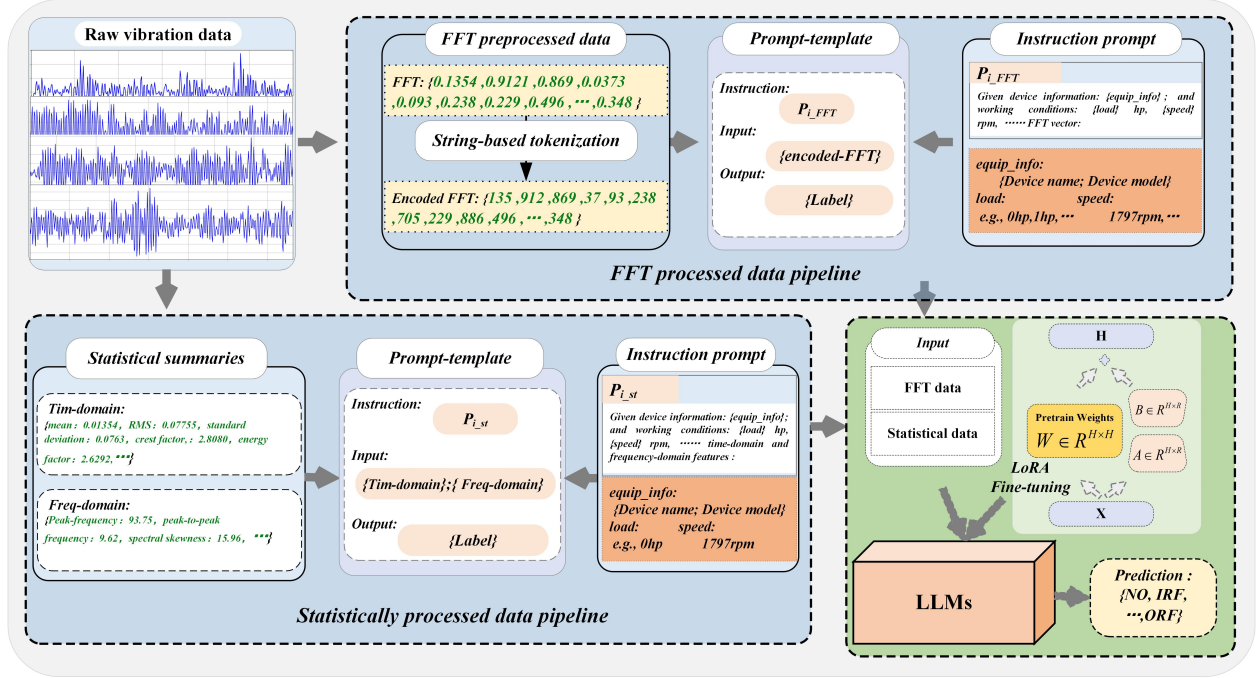 Raw vibration data
FFT preprocessed data
FFT: {0.1354 ,0.9121 ,0.869 ,0.0373
,0.093 ,0.238 ,0.229 ,0.496 , ··· ,0.348 }
String-based tokenization
Encoded FFT: {135 ,912 ,869 ,37 ,93 ,238
,705 ,229 ,886 ,496 , ··· ,348 }
Prompt-template
Instruction:
P_{i_FFT}
Input:
{encoded-FFT}
Output:
{Label}
Instruction prompt
P_{i_FFT}
Given device information: {equip_info} ; and
working conditions: {load} hp, {speed}
rpm, ······ FFT vector:
equip_info:
{Device name; Device model}
load: speed:
e.g., 0hp,1hp,··· 1797rpm,···
FFT processed data pipeline
Statistical summaries
Tim-domain:
{mean : 0.01354, RMS : 0.07755, standard
deviation : 0.0763, crest factor, : 2.8080, energy
factor : 2.6292, ···}
Freq-domain:
{Peak-frequency : 93.75, peak-to-peak
frequency : 9.62, spectral skewness : 15.96, ···}
Prompt-template
Instruction:
P_{i_st}
Input:
{Tim-domain};{ Freq-domain}
Output:
{Label}
Instruction prompt
P_{i_st}
Given device information: {equip_info};
and working conditions: {load} hp,
{speed} rpm, ······ time-domain and
frequency-domain features :
equip_info:
{Device name; Device model}
load: speed:
e.g., 0hp 1797rpm
Statistically processed data pipeline
Input
FFT data
Statistical data
H
Pretrain Weights
W ∈ R^{H×H}
B ∈ R^{H×R}
A ∈ R^{H×R}
LoRA
Fine-tuning
X
LLMs
Prediction :
{NO, IRF,
···,ORF}